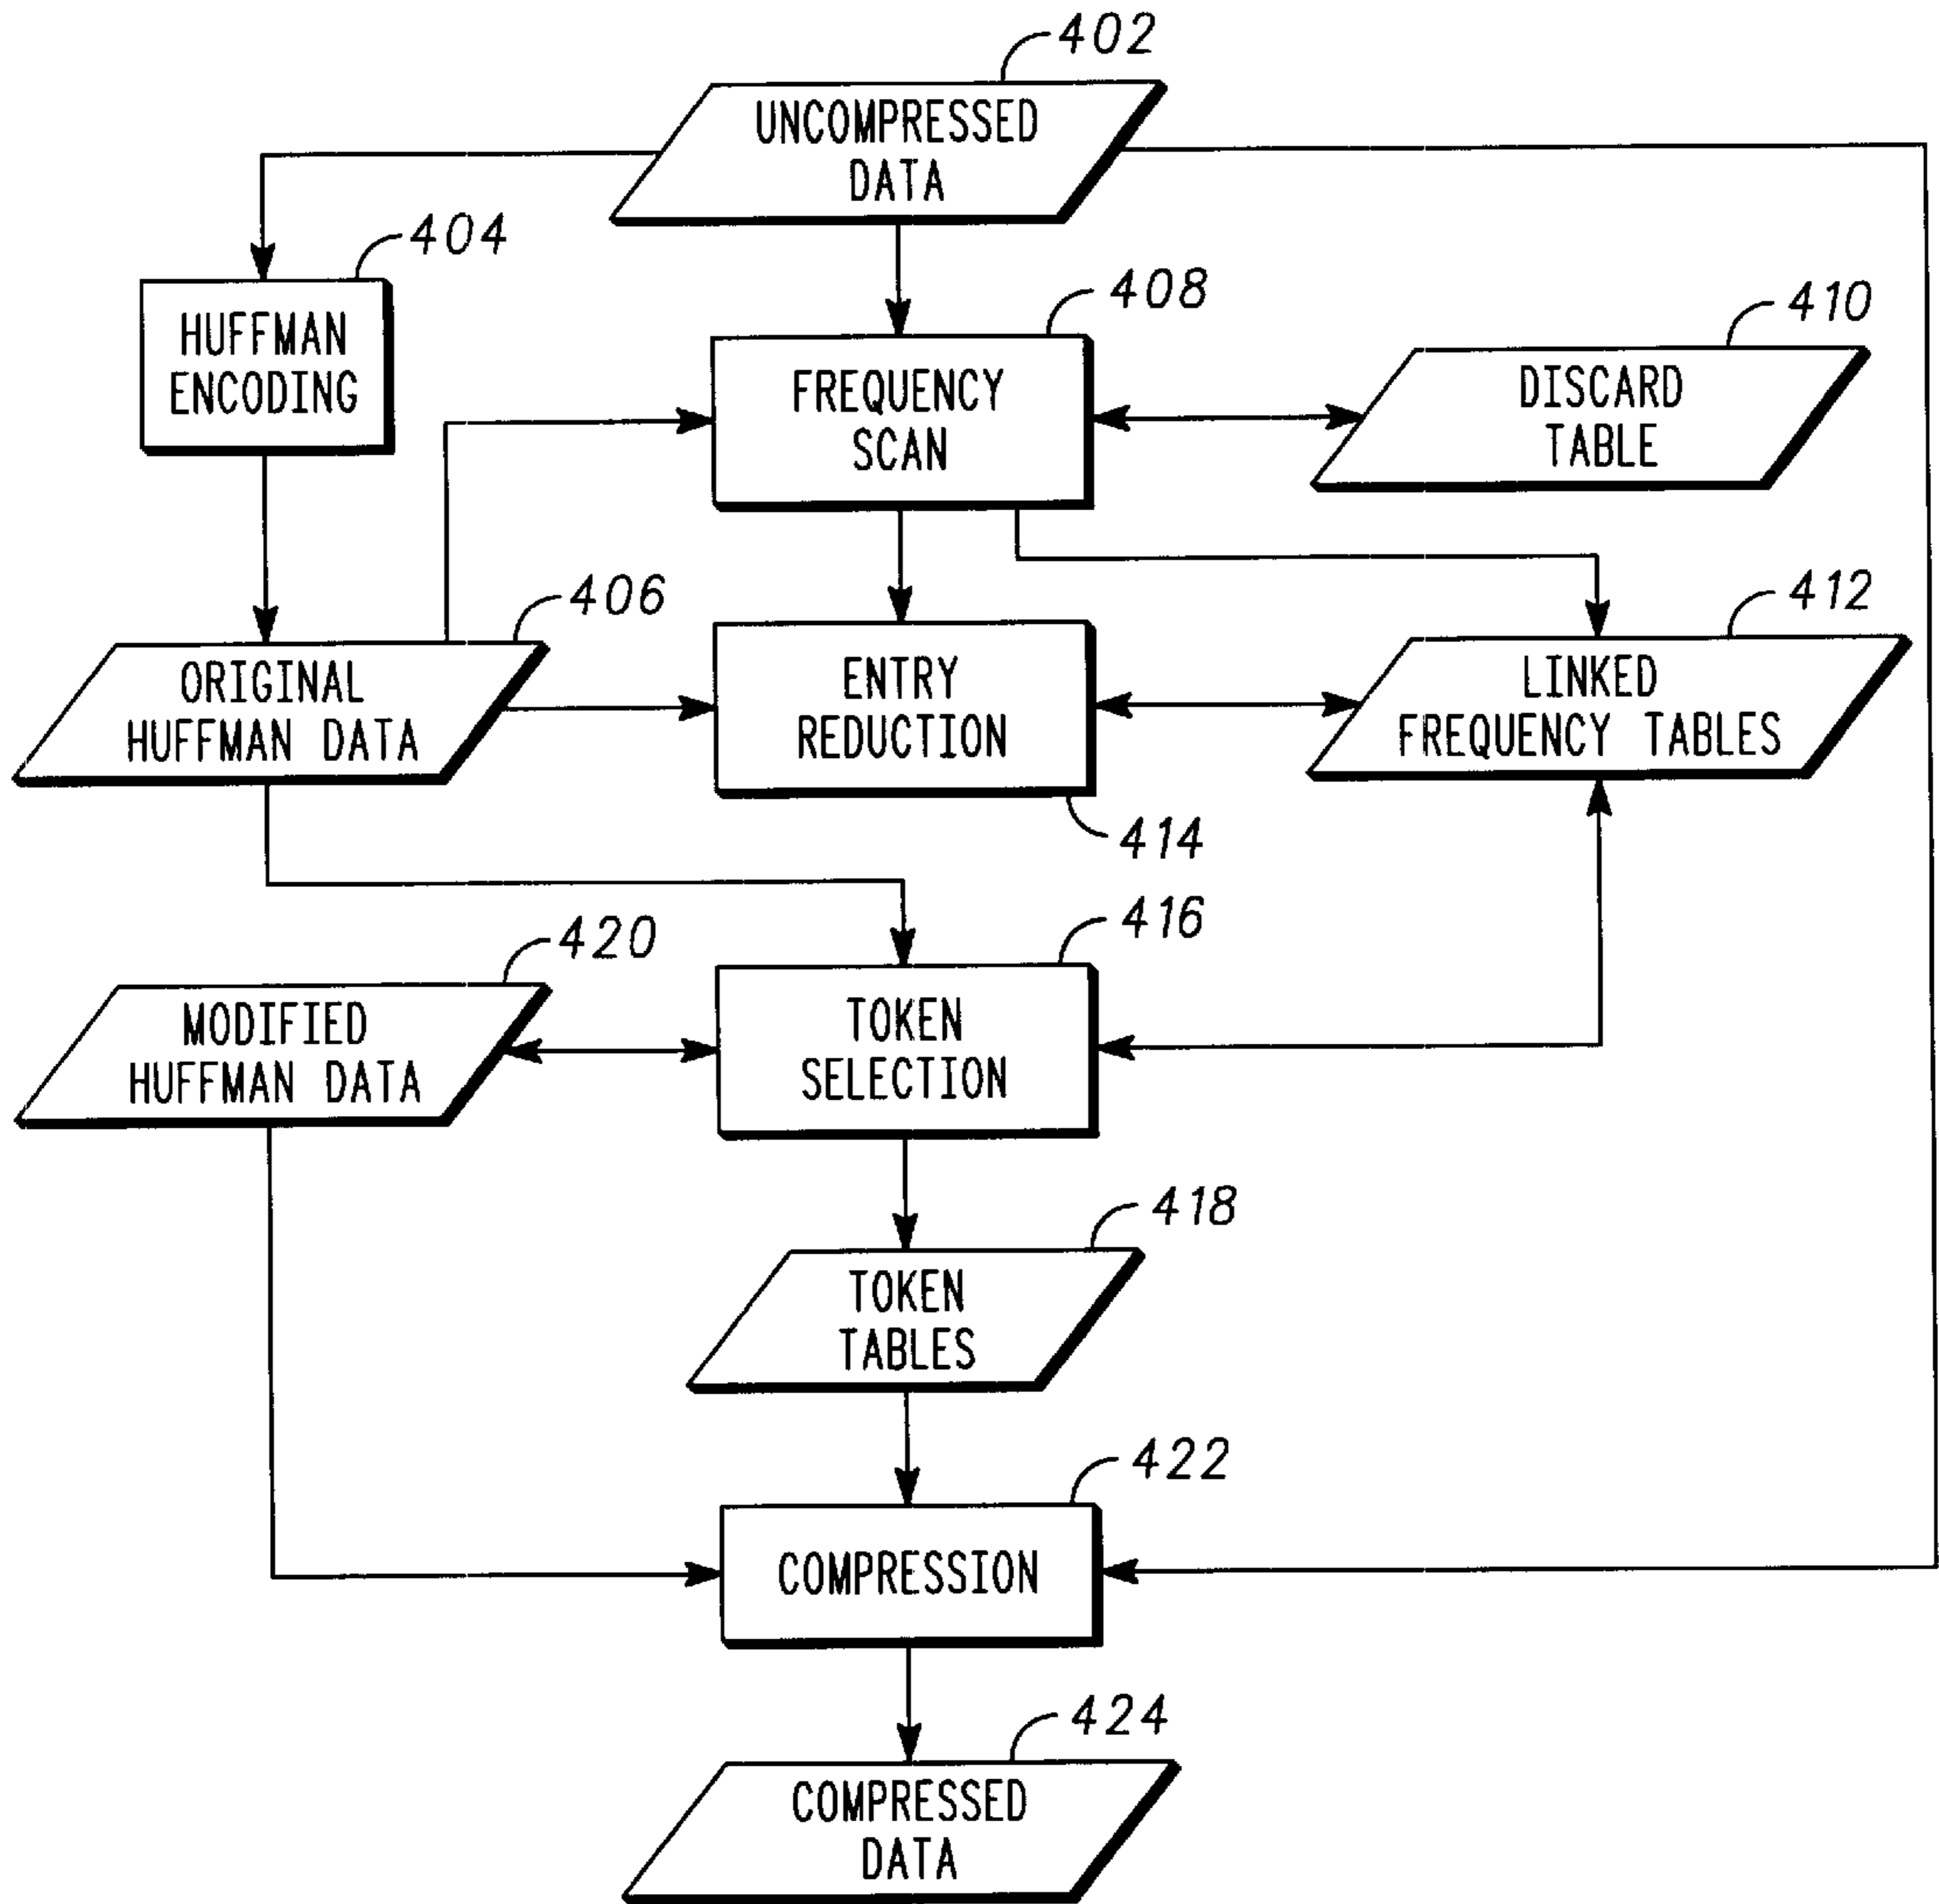 402
UNCOMPRESSED
DATA
404
HUFFMAN
ENCODING
408
FREQUENCY
SCAN
410
DISCARD
TABLE
406
ORIGINAL
HUFFMAN DATA
ENTRY
REDUCTION
414
412
LINKED
FREQUENCY TABLES
420
MODIFIED
HUFFMAN DATA
416
TOKEN
SELECTION
418
TOKEN
TABLES
422
COMPRESSION
424
COMPRESSED
DATA